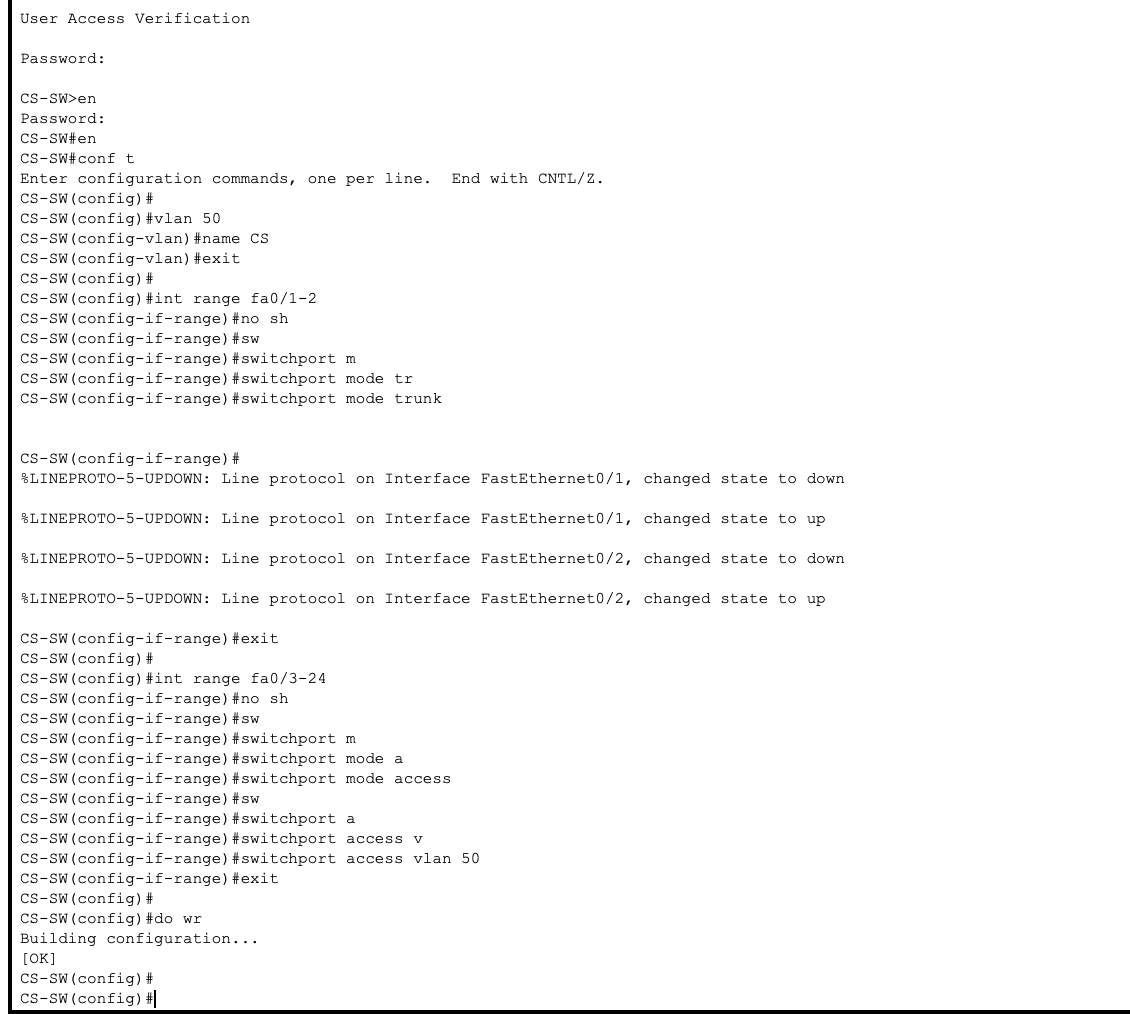 User Access Verification
Password:
CS-SW>en
Password:
CS-SW#en
CS-SW#conf t
Enter configuration commands, one per line.  End with CNTL/Z.
CS-SW(config)#
CS-SW(config)#vlan 50
CS-SW(config-vlan)#name CS
CS-SW(config-vlan)#exit
CS-SW(config)#
CS-SW(config)#int range fa0/1-2
CS-SW(config-if-range)#no sh
CS-SW(config-if-range)#sw
CS-SW(config-if-range)#switchport m
CS-SW(config-if-range)#switchport mode tr
CS-SW(config-if-range)#switchport mode trunk
CS-SW(config-if-range)#
%LINEPROTO-5-UPDOWN: Line protocol on Interface FastEthernet0/1, changed state to down
%LINEPROTO-5-UPDOWN: Line protocol on Interface FastEthernet0/1, changed state to up
%LINEPROTO-5-UPDOWN: Line protocol on Interface FastEthernet0/2, changed state to down
%LINEPROTO-5-UPDOWN: Line protocol on Interface FastEthernet0/2, changed state to up
CS-SW(config-if-range)#exit
CS-SW(config)#
CS-SW(config)#int range fa0/3-24
CS-SW(config-if-range)#no sh
CS-SW(config-if-range)#sw
CS-SW(config-if-range)#switchport m
CS-SW(config-if-range)#switchport mode a
CS-SW(config-if-range)#switchport mode access
CS-SW(config-if-range)#sw
CS-SW(config-if-range)#switchport a
CS-SW(config-if-range)#switchport access v
CS-SW(config-if-range)#switchport access vlan 50
CS-SW(config-if-range)#exit
CS-SW(config)#
CS-SW(config)#do wr
Building configuration...
[OK]
CS-SW(config)#
CS-SW(config)#